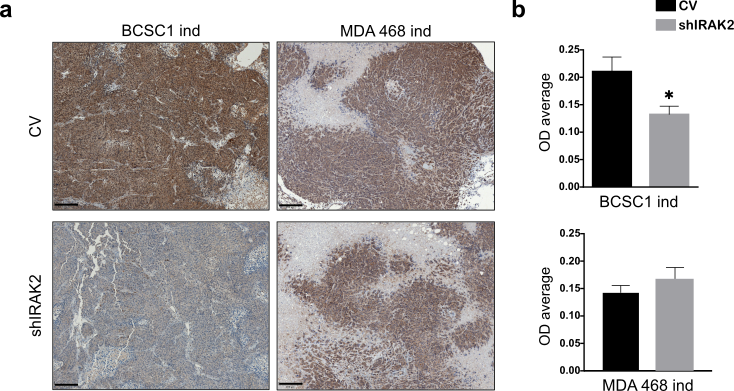 a
BCSC1 ind
MDA 468 ind
CV
shIRAK2
b
CV
shIRAK2
0.25
0.20
0.15
0.10
0.05
0.00
OD average
*
BCSC1 ind
0.25
0.20
0.15
0.10
0.05
0.00
OD average
MDA 468 ind